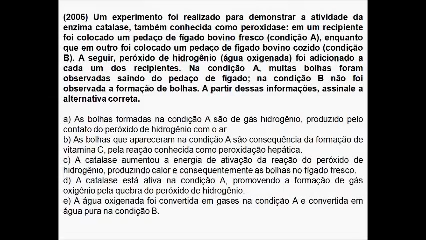 (2006) Um experimento foi realizado para demonstrar a atividade da
enzima catalase, também conhecida como peroxidase: em um recipiente
foi colocado um pedaço de fígado bovino fresco (condição A), enquanto
que em outro foi colocado um pedaço de fígado bovino cozido (condição
B). A seguir, peróxido de hidrogênio (água oxigenada) foi adicionado a
cada um dos recipientes. Na condição A, muitas bolhas foram
observadas saindo do pedaço de fígado; na condição B não foi
observada a formação de bolhas. A partir dessas informações, assinale a
alternativa correta.
a) As bolhas formadas na condição A são de gás hidrogênio, produzido pelo
contato do peróxido de hidrogênio com o ar
b) As bolhas que apareceram na condição A são consequência da formação de
vitamina C, pela reação conhecida como peroxidação hepática.
c) A catalase aumentou a energia de ativação da reação do peróxido de
hidrogênio, produzindo calor e consequentemente as bolhas no fígado fresco.
d) A catalase está ativa na condição A, promovendo a formação de gás
oxigênio pela quebra do peróxido de hidrogênio.
e) A água oxigenada foi convertida em gases na condição A e convertida em
água pura na condição B.